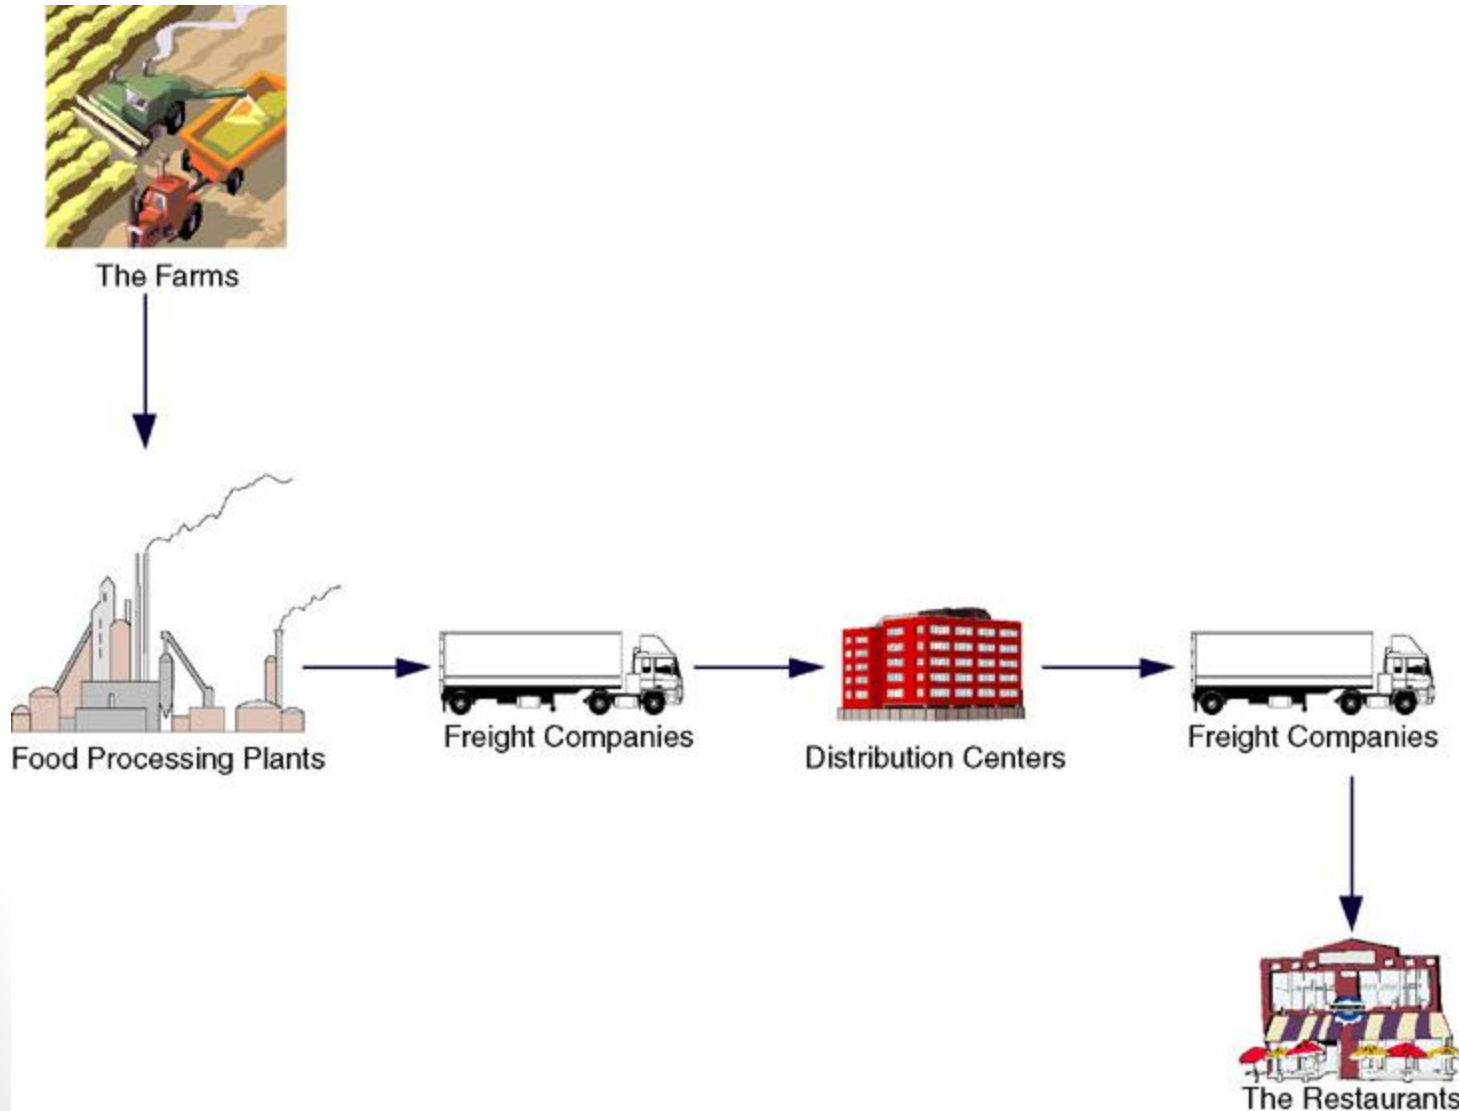 The Farms
Food Processing Plants
Freight Companies
Distribution Centers
Freight Companies
The Restaurants